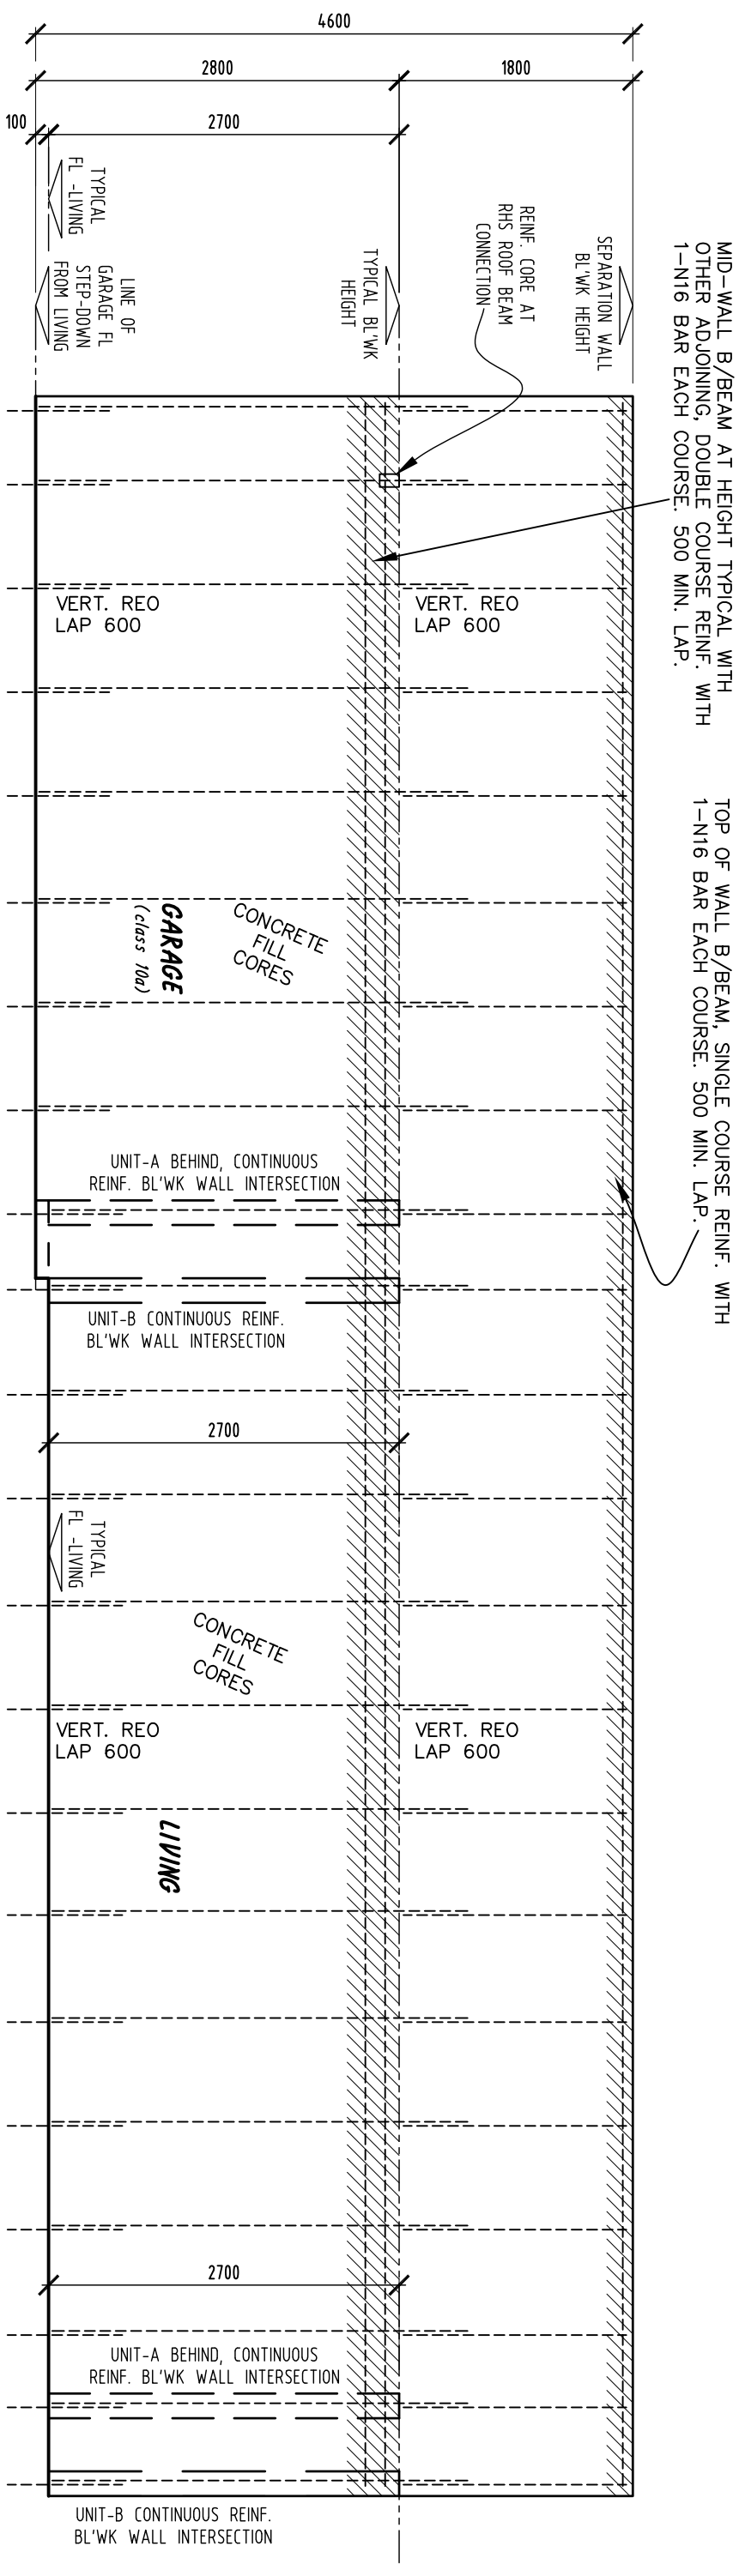 4600
2800
1800
100
2700
TYPICAL
FL -LIVING
LINE OF
GARAGE FL
STEP-DOWN
FROM LIVING
TYPICAL BL'WK
HEIGHT
REINF. CORE AT
RHS ROOF BEAM
CONNECTION
SEPARATION WALL
BL'WK HEIGHT
MID-WALL B/BEAM AT HEIGHT TYPICAL WITH
OTHER ADJOINING, DOUBLE COURSE REINF. WITH
1-N16 BAR EACH COURSE. 500 MIN. LAP.
TOP OF WALL B/BEAM, SINGLE COURSE REINF. WITH
1-N16 BAR EACH COURSE. 500 MIN. LAP.
VERT. REO
LAP 600
VERT. REO
LAP 600
GARAGE
(class 10a)
CONCRETE
FILL
CORES
UNIT-A BEHIND, CONTINUOUS
REINF. BL'WK WALL INTERSECTION
UNIT-B CONTINUOUS REINF.
BL'WK WALL INTERSECTION
2700
TYPICAL
FL -LIVING
CONCRETE
FILL
CORES
VERT. REO
LAP 600
VERT. REO
LAP 600
LIVING
2700
UNIT-A BEHIND, CONTINUOUS
REINF. BL'WK WALL INTERSECTION
UNIT-B CONTINUOUS REINF.
BL'WK WALL INTERSECTION